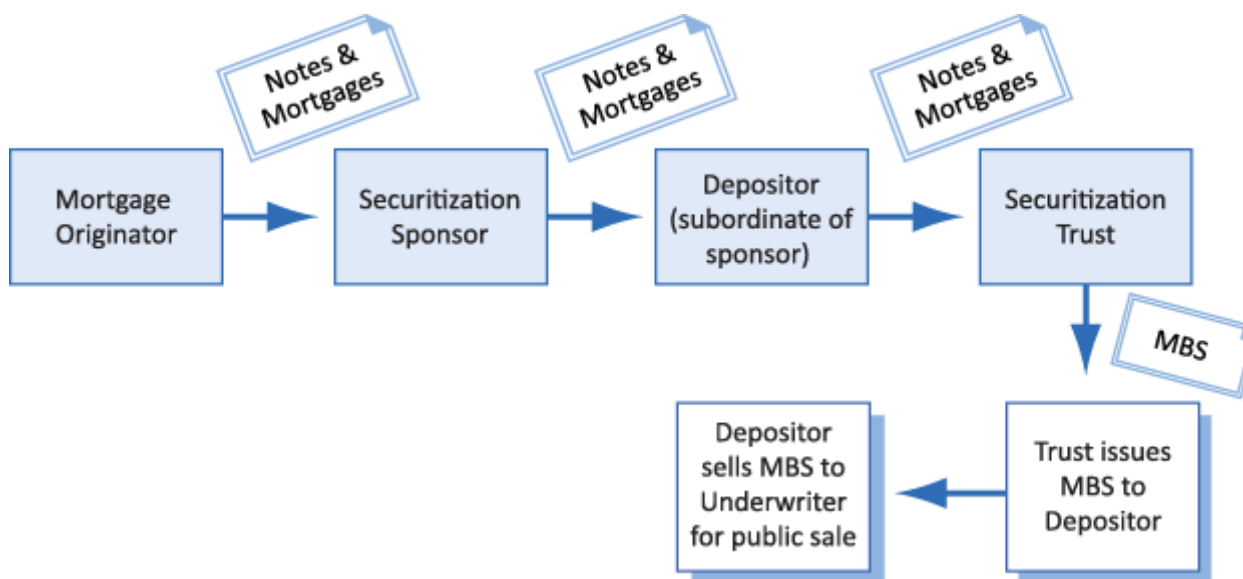 Notes &
Mortgages
Notes &
Mortgages
Notes &
Mortgages
Mortgage
Originator
Securitization
Sponsor
Depositor
(subordinate of
sponsor)
Securitization
Trust
MBS
Depositor
sells MBS to
Underwriter
for public sale
Trust issues
MBS to
Depositor